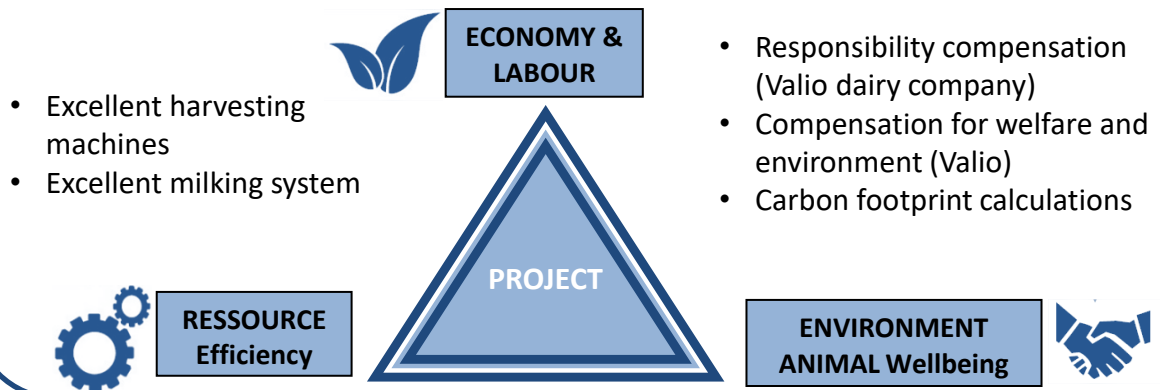 ECONOMY &
LABOUR
• Excellent harvesting
machines
• Excellent milking system
• Responsibility compensation
(Valio dairy company)
• Compensation for welfare and
environment (Valio)
• Carbon footprint calculations
PROJECT
RESSOURCE
Efficiency
ENVIRONMENT
ANIMAL Wellbeing